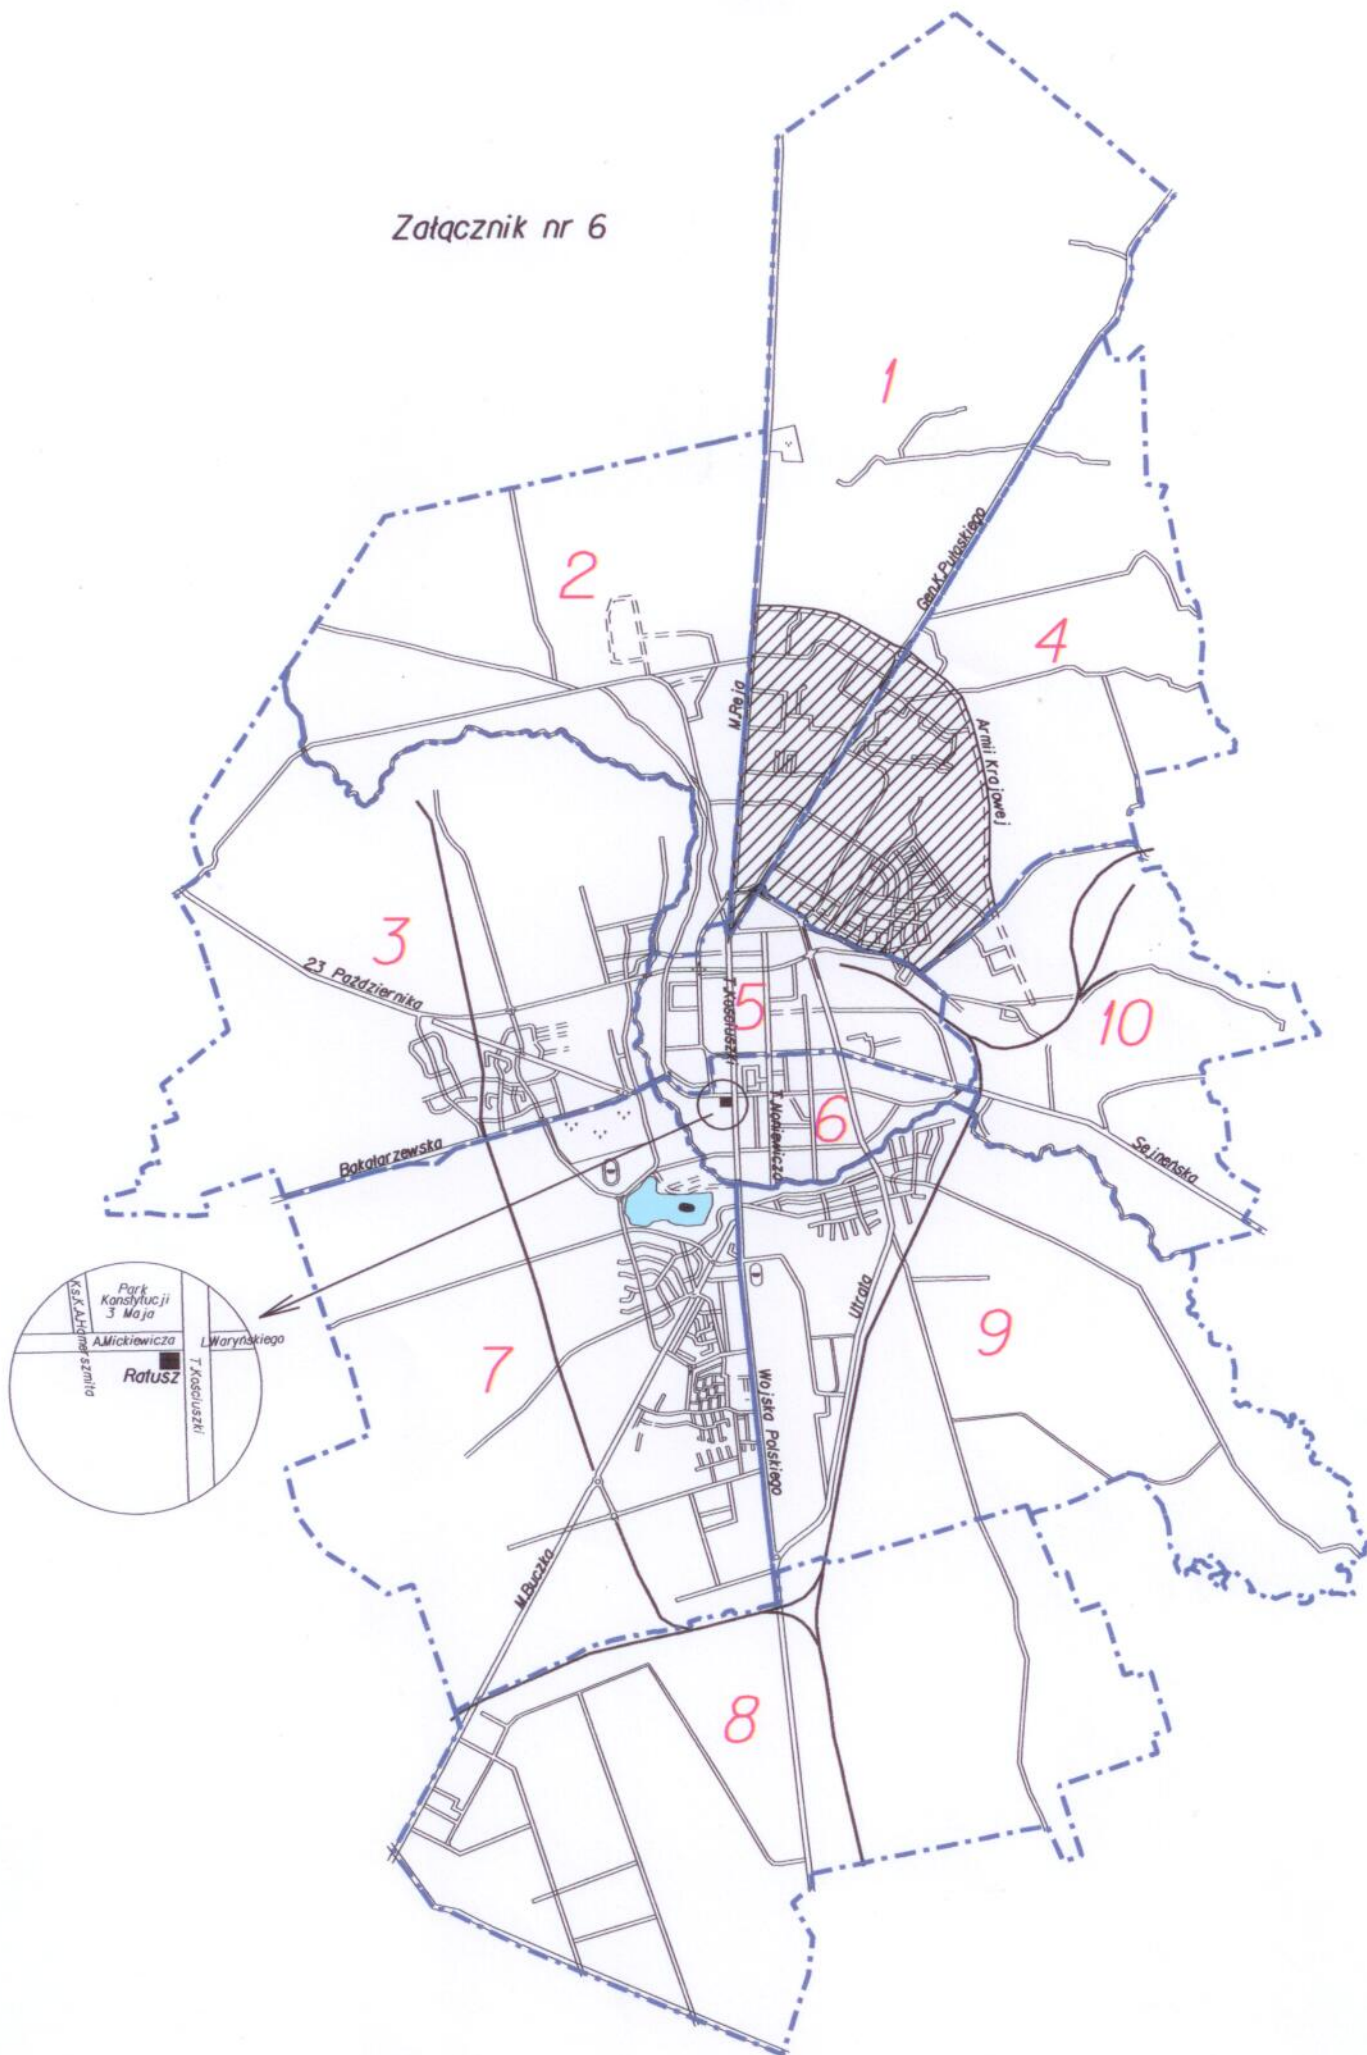 Załącznik nr 6
1
Gen.K.Pułaskiego
2
4
M.Reja
Armii Krajowej
3
23 Października
T.Kościuszki
5
10
6
T.Noniewicza
Bakałarzewska
Sejneńska
Park
Konstytucji
3 Maja
Ks.K.A.Hamerszmita
A.Mickiewicza
L.Waryńskiego
Ratusz
T.Kościuszki
Utrata
9
7
Wojska Polskiego
M.Buczka
8